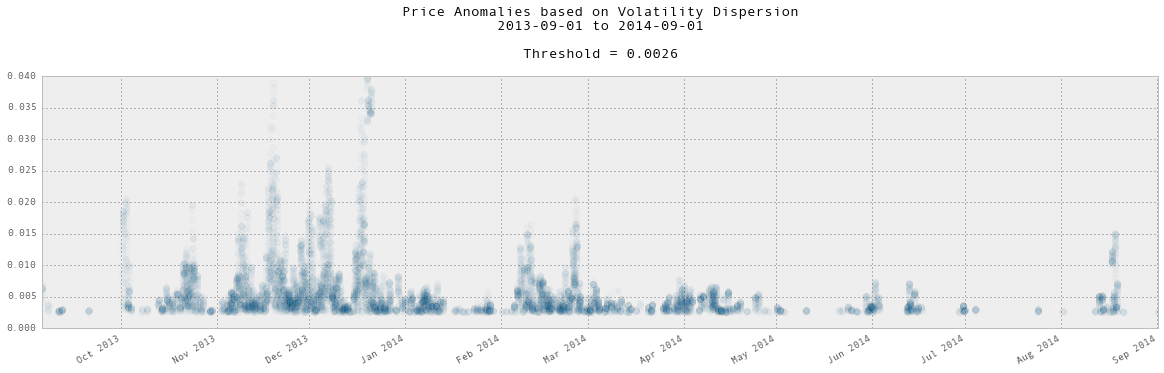 Price Anomalies based on Volatility Dispersion
2013-09-01 to 2014-09-01
Threshold = 0.0026
0.040
0.035
0.030
0.025
0.020
0.015
0.010
0.005
0.000
Oct 2013
Nov 2013
Dec 2013
Jan 2014
Feb 2014
Mar 2014
Apr 2014
May 2014
Jun 2014
Jul 2014
Aug 2014
Sep 2014